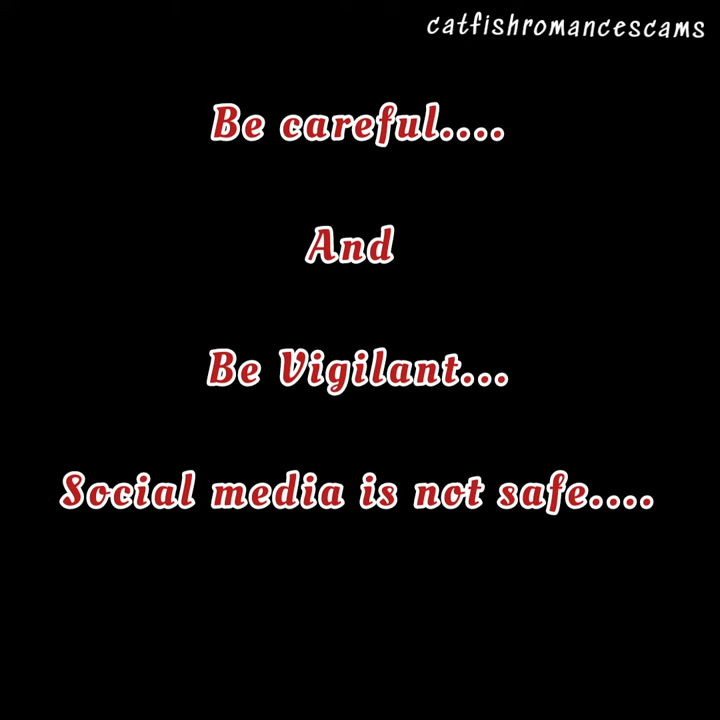 catfishromancescams
Be careful....
And
Be Vigilant...
Social media is not safe....